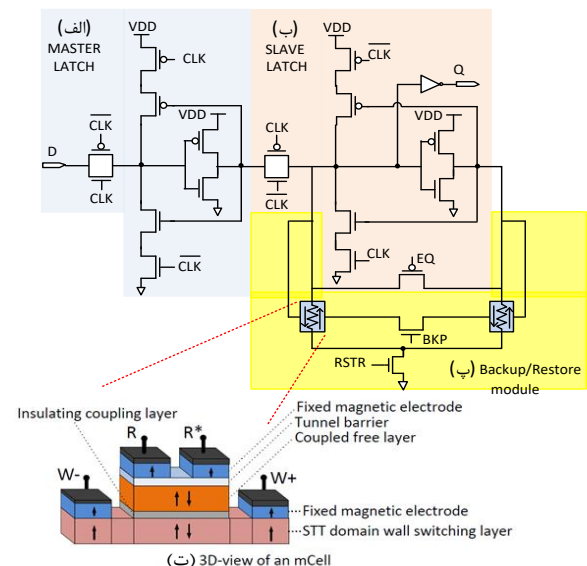 (الف)
MASTER
LATCH
VDD
CLK
VDD
D
CLK
CLK
CLK
(ب)
SLAVE
LATCH
VDD
CLK
Q
VDD
CLK
CLK
CLK
EQ
BKP
RSTR
(پ) Backup/Restore
module
Insulating coupling layer
R
R*
Fixed magnetic electrode
Tunnel barrier
Coupled free layer
W-
W+
Fixed magnetic electrode
STT domain wall switching layer
(ت) 3D-view of an mCell